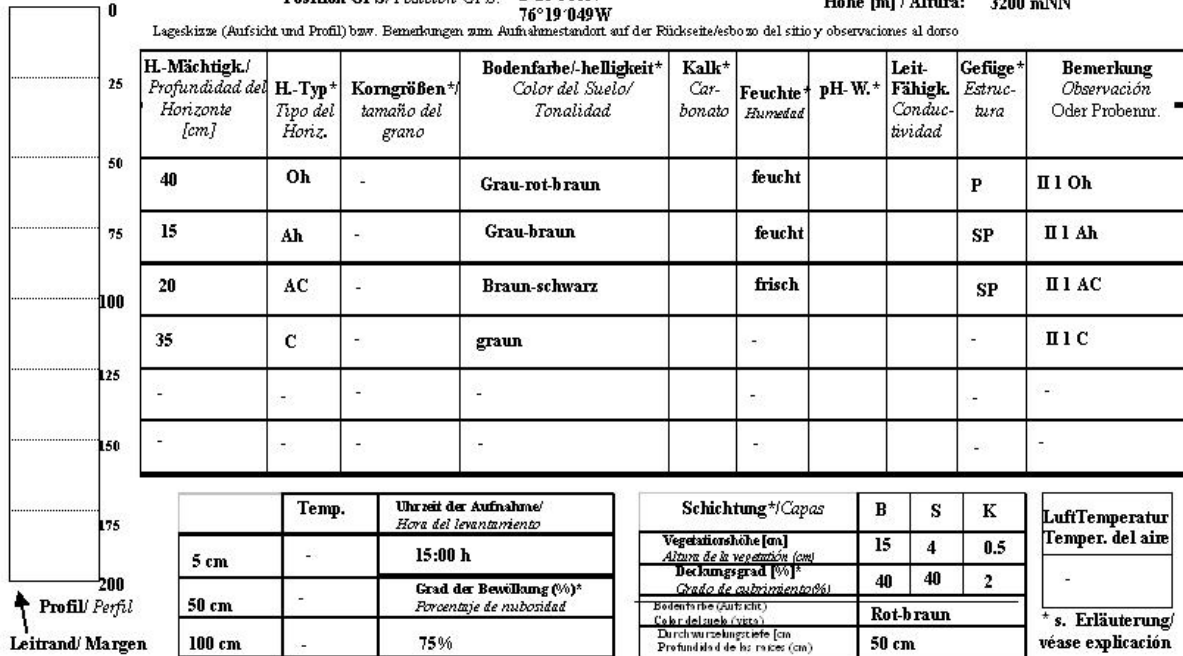 76°19'049W
Höhe [m] / Altura: 3200 mNN
Lageskizze (Aufsicht und Profil) bzw. Bemerkungen zum Aufnahmestandort auf der Rückseite/esbozo del sitio y observaciones al dorso
0
25
50
75
100
125
150
175
200
Profil/ Perfil
Leitrand/ Margen
H.-Mächtigk./ Profundidad del Horizonte [cm] H.-Typ* Tipo del Horiz. Korngrößen*/ tamaño del grano Bodenfarbe/-helligkeit* Color del Suelo/ Tonalidad Kalk* Car- bonato Feuchte* Humedad pH-W.* Leit- Fähigk. Conduc- tividad Gefüge* Estruc- tura Bemerkung Observación Oder Probennr.
40 Oh - Grau-rot-braun feucht P II 1 Oh
15 Ah - Grau-braun feucht SP II 1 Ah
20 AC - Braun-schwarz frisch SP II 1 AC
35 C - graun - - II 1 C
- - - - - - -
- - - - - - -
Temp. Uhrzeit der Aufnahme/
Hora del levantamiento
5 cm - 15:00 h
50 cm - Grad der Bewölkung (%)*
Porcentaje de nubosidad
100 cm - 75%
Schichtung*/Capas B S K
Vegetationshöhe [cm] 15 4 0.5
Altura de la vegetatión (cm)
Deckungsgrad [%]* 40 40 2
Grado de cubrimiento(%)
Bodenfarbe (Aufsicht) Rot-braun
Color del suelo (vista)
Durchwurzelungstiefe [cm 50 cm
Profundidad de las raices (cm)
LuftTemperatur
Temper. del aire
-
* s. Erläuterung/
véase explicación